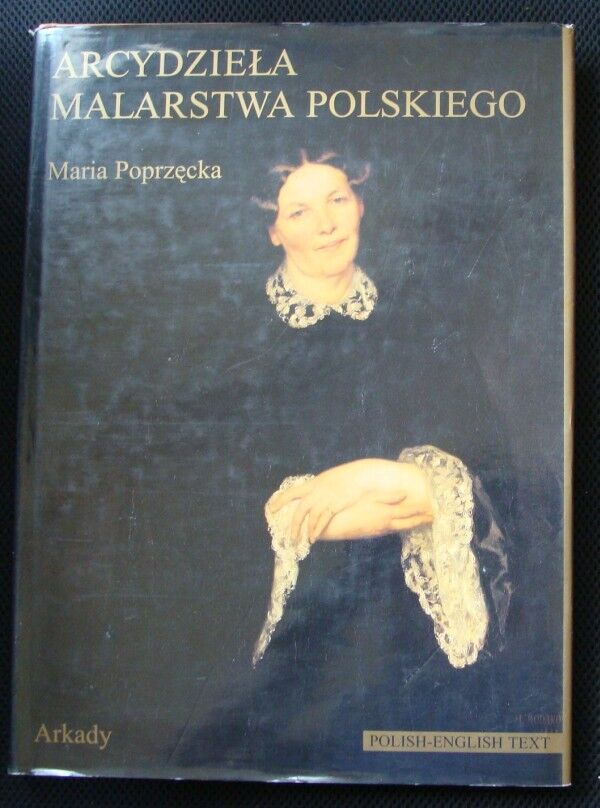 ARCYDZIEŁA
MALARSTWA POLSKIEGO
Maria Poprzęcka
Arkady
POLISH-ENGLISH TEXT